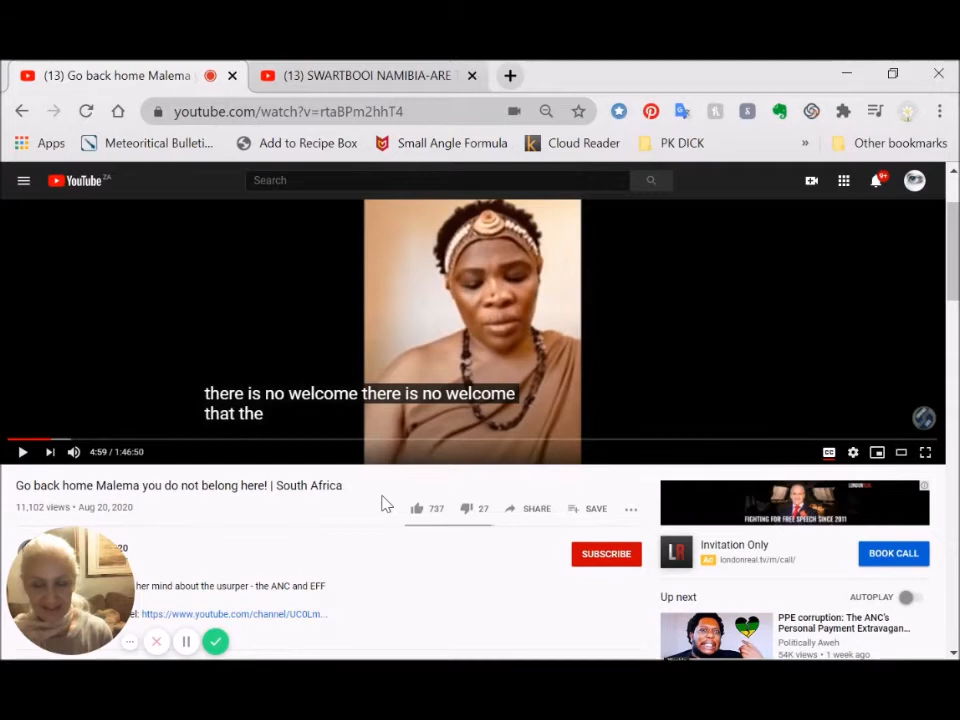 (13) Go back home Malema
(13) SWARTBOOI NAMIBIA-ARE T
youtube.com/watch?v=rtaBPm2hhT4
Apps
Meteoritical Bulleti...
Add to Recipe Box
Small Angle Formula
Cloud Reader
PK DICK
»
Other bookmarks
YouTube ZA
Search
9+
there is no welcome there is no welcome
that the
4:59 / 1:46:50
CC
Go back home Malema you do not belong here! | South Africa
11,102 views • Aug 20, 2020
737
27
SHARE
SAVE
FIGHTING FOR FREE SPEECH SINCE 2011
LR
Invitation Only
Ad londonreal.tv/m/call/
BOOK CALL
20
SUBSCRIBE
her mind about the usurper - the ANC and EFF
el: https://www.youtube.com/channel/UC0Lm...
Up next
AUTOPLAY
PPE corruption: The ANC's
Personal Payment Extravagan...
Politically Aweh
54K views • 1 week ago